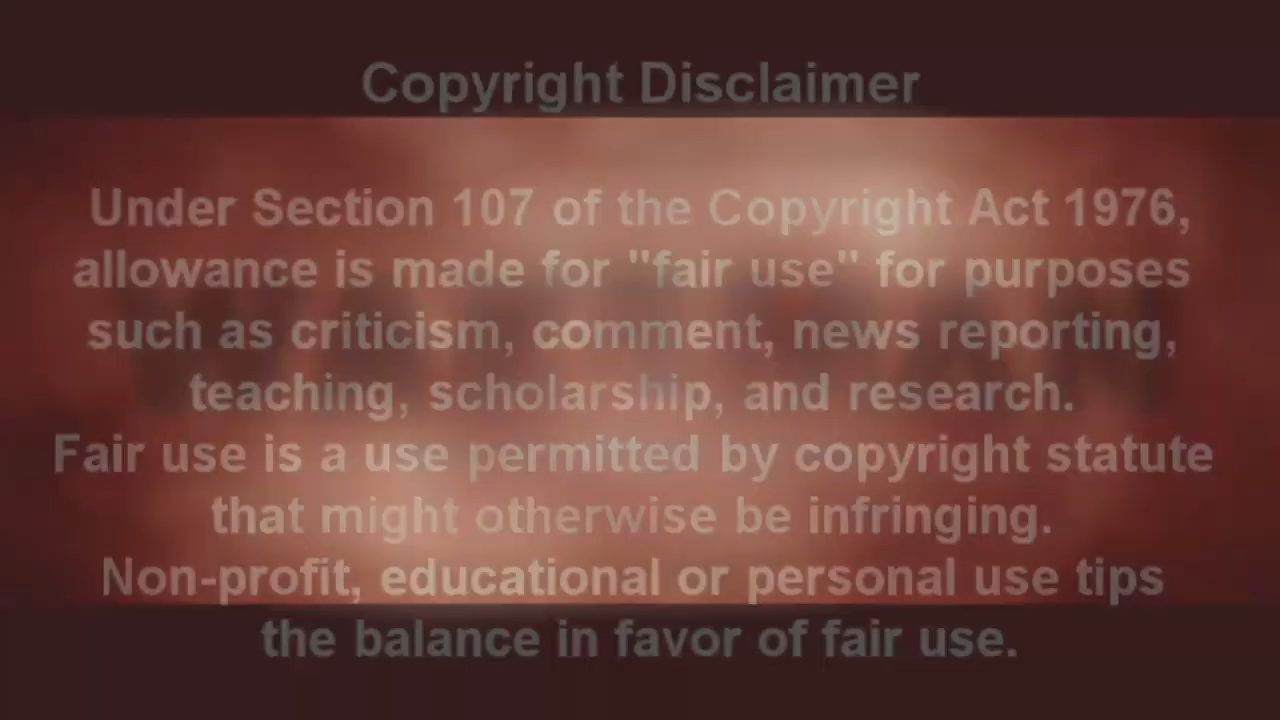 Copyright Disclaimer
Under Section 107 of the Copyright Act 1976,
allowance is made for "fair use" for purposes
such as criticism, comment, news reporting,
teaching, scholarship, and research.
Fair use is a use permitted by copyright statute
that might otherwise be infringing.
Non-profit, educational or personal use tips
the balance in favor of fair use.